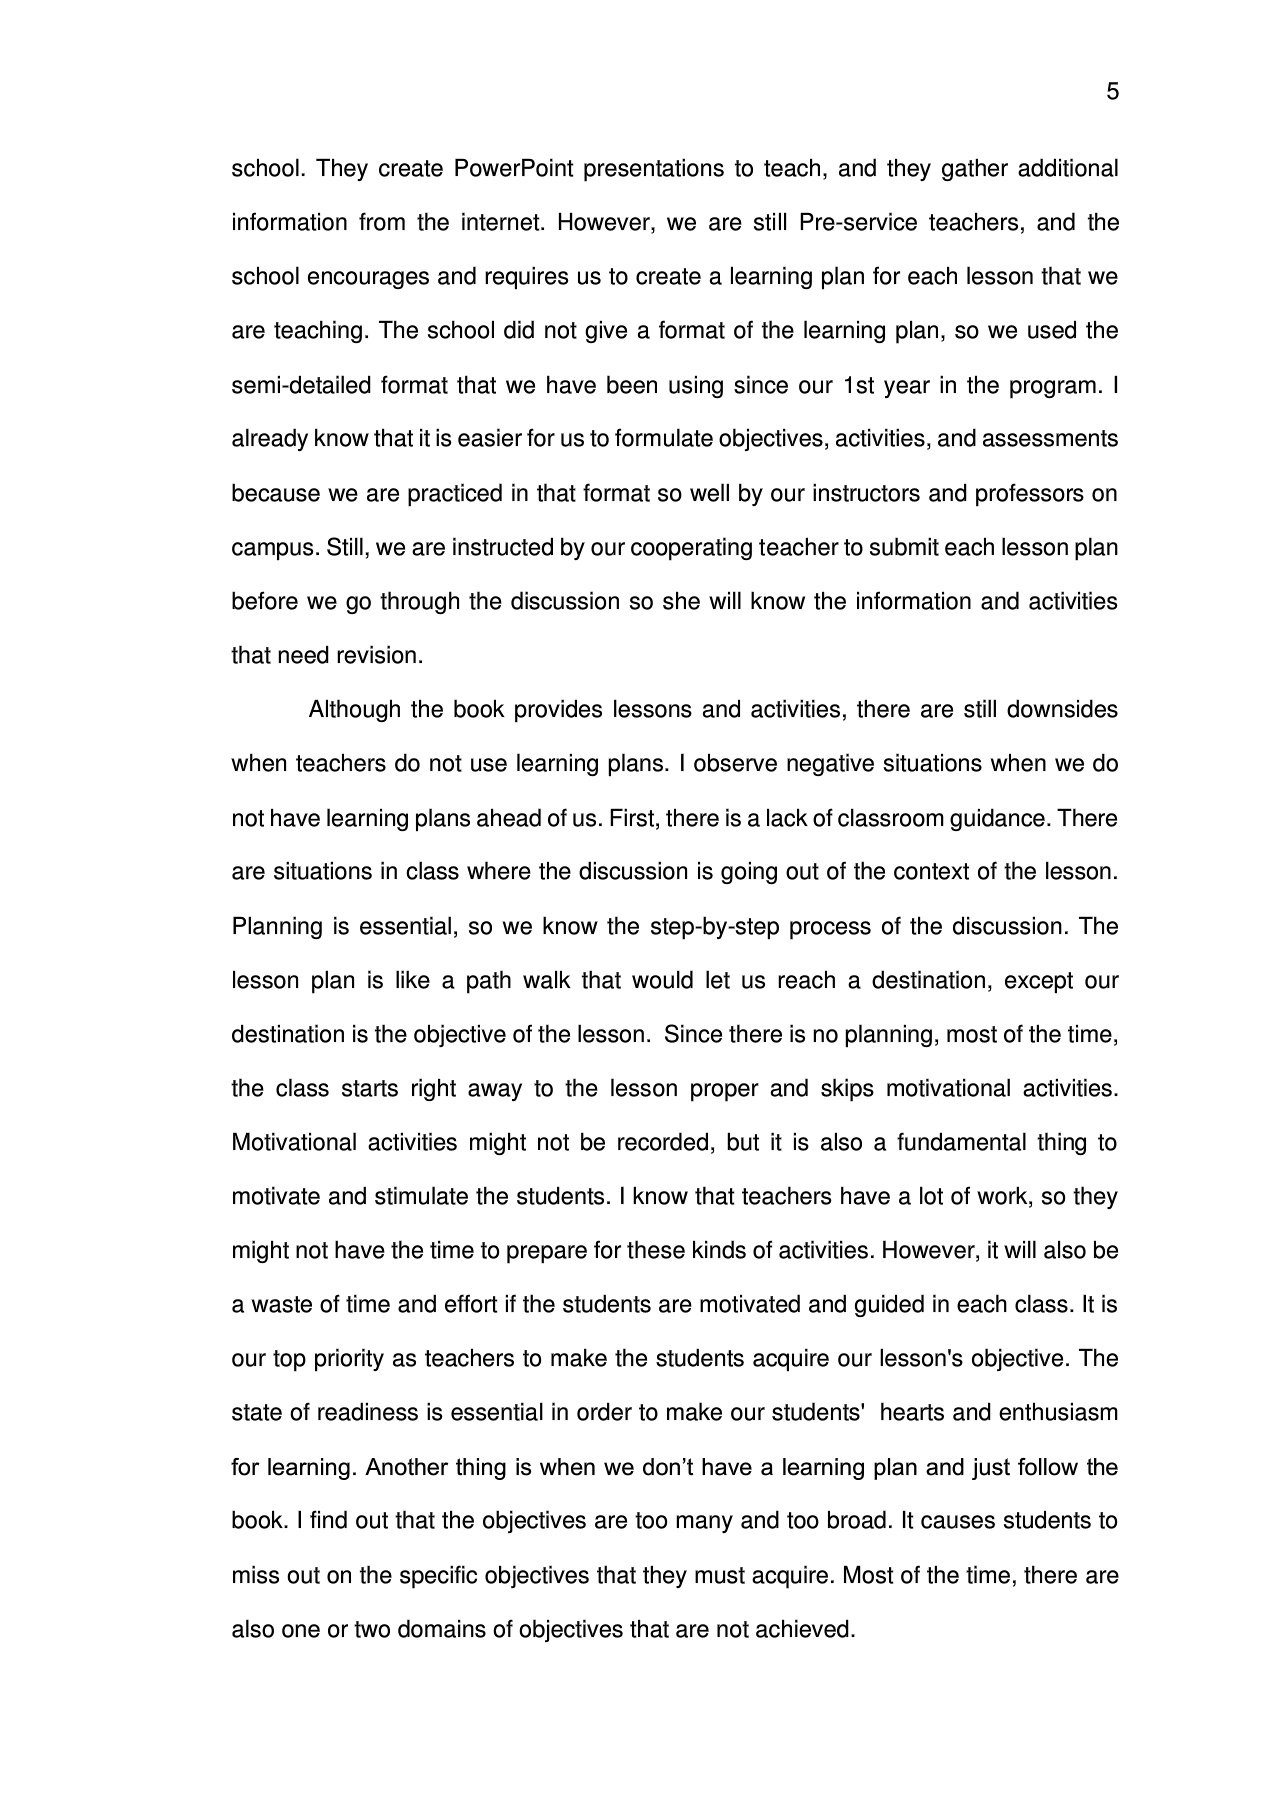 5
school. They create PowerPoint presentations to teach, and they gather additional
information from the internet. However, we are still Pre-service teachers, and the
school encourages and requires us to create a learning plan for each lesson that we
are teaching. The school did not give a format of the learning plan, so we used the
semi-detailed format that we have been using since our 1st year in the program. I
already know that it is easier for us to formulate objectives, activities, and assessments
because we are practiced in that format so well by our instructors and professors on
campus. Still, we are instructed by our cooperating teacher to submit each lesson plan
before we go through the discussion so she will know the information and activities
that need revision.
Although the book provides lessons and activities, there are still downsides
when teachers do not use learning plans. I observe negative situations when we do
not have learning plans ahead of us. First, there is a lack of classroom guidance. There
are situations in class where the discussion is going out of the context of the lesson.
Planning is essential, so we know the step-by-step process of the discussion. The
lesson plan is like a path walk that would let us reach a destination, except our
destination is the objective of the lesson.  Since there is no planning, most of the time,
the class starts right away to the lesson proper and skips motivational activities.
Motivational activities might not be recorded, but it is also a fundamental thing to
motivate and stimulate the students. I know that teachers have a lot of work, so they
might not have the time to prepare for these kinds of activities. However, it will also be
a waste of time and effort if the students are motivated and guided in each class. It is
our top priority as teachers to make the students acquire our lesson's objective. The
state of readiness is essential in order to make our students'  hearts and enthusiasm
for learning. Another thing is when we don’t have a learning plan and just follow the
book. I find out that the objectives are too many and too broad. It causes students to
miss out on the specific objectives that they must acquire. Most of the time, there are
also one or two domains of objectives that are not achieved.